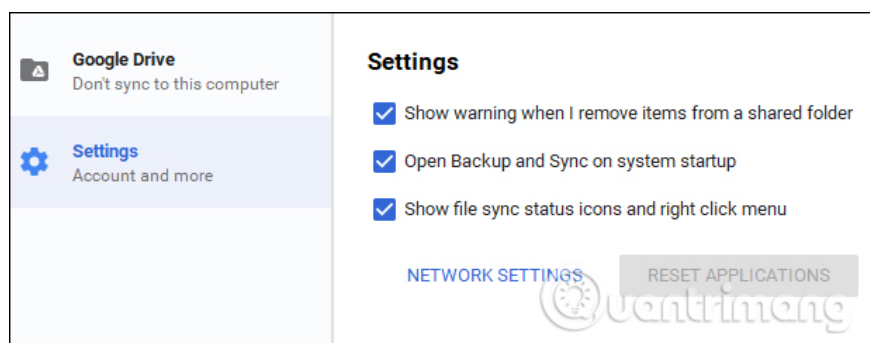 Google Drive
Don't sync to this computer
Settings
Account and more
Settings
Show warning when I remove items from a shared folder
Open Backup and Sync on system startup
Show file sync status icons and right click menu
NETWORK SETTINGS
RESET APPLICATIONS
Quantrimang